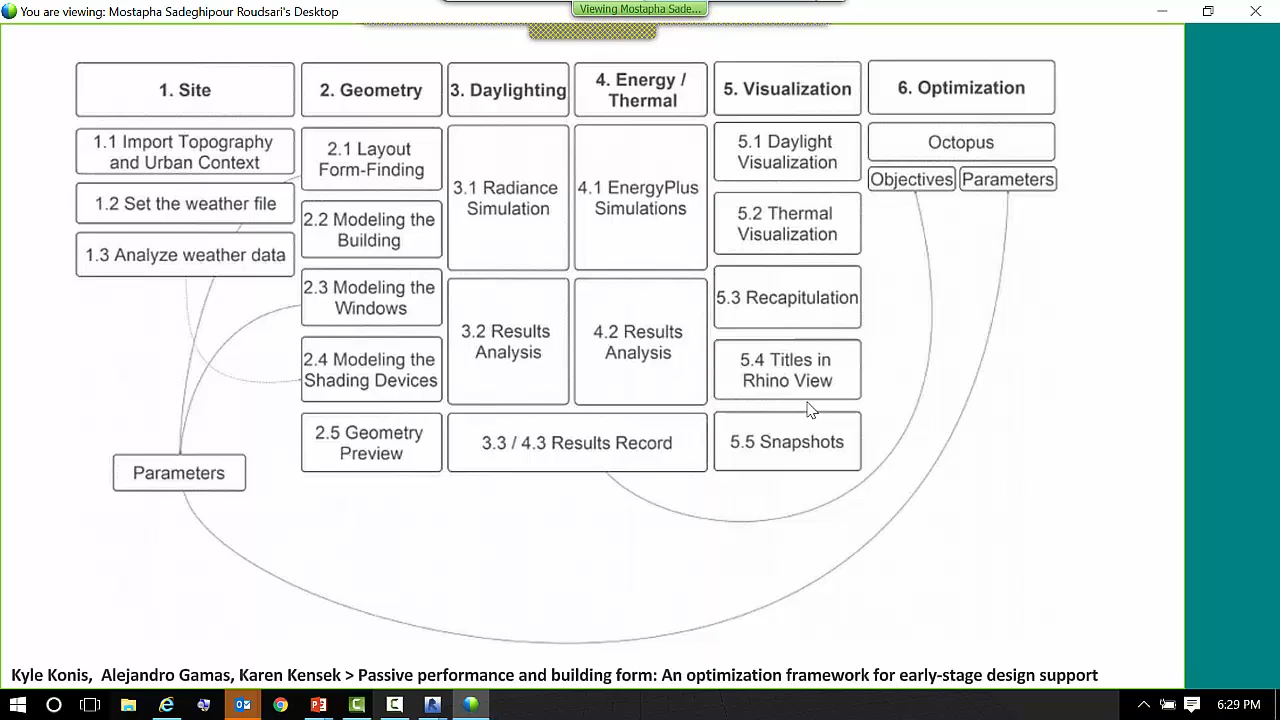 You are viewing: Mostapha Sadeghipour Roudsari's Desktop
Viewing Mostapha Sade...
1. Site
1.1 Import Topography
and Urban Context
1.2 Set the weather file
1.3 Analyze weather data
Parameters
2. Geometry
2.1 Layout
Form-Finding
2.2 Modeling the
Building
2.3 Modeling the
Windows
2.4 Modeling the
Shading Devices
2.5 Geometry
Preview
3. Daylighting
3.1 Radiance
Simulation
3.2 Results
Analysis
4. Energy /
Thermal
4.1 EnergyPlus
Simulations
4.2 Results
Analysis
3.3 / 4.3 Results Record
5. Visualization
5.1 Daylight
Visualization
5.2 Thermal
Visualization
5.3 Recapitulation
5.4 Titles in
Rhino View
5.5 Snapshots
6. Optimization
Octopus
Objectives
Parameters
Kyle Konis, Alejandro Gamas, Karen Kensek > Passive performance and building form: An optimization framework for early-stage design support
6:29 PM